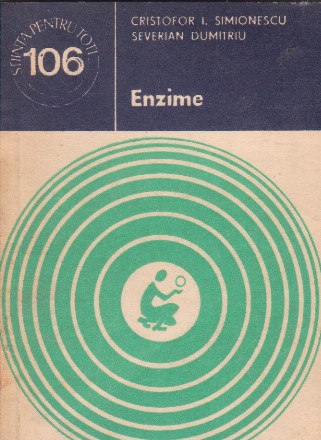 ȘTIINȚA PENTRU TOȚI
106
CRISTOFOR I. SIMIONESCU
SEVERIAN DUMITRIU
Enzime